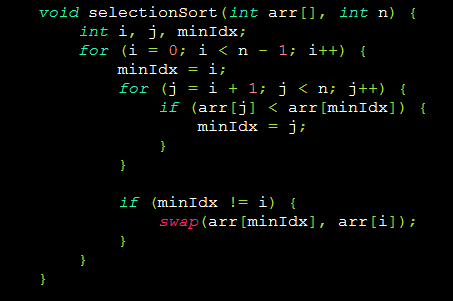 void selectionSort(int arr[], int n) {
    int i, j, minIdx;
    for (i = 0; i < n - 1; i++) {
        minIdx = i;
        for (j = i + 1; j < n; j++) {
            if (arr[j] < arr[minIdx]) {
                minIdx = j;
            }
        }

        if (minIdx != i) {
            swap(arr[minIdx], arr[i]);
        }
    }
}